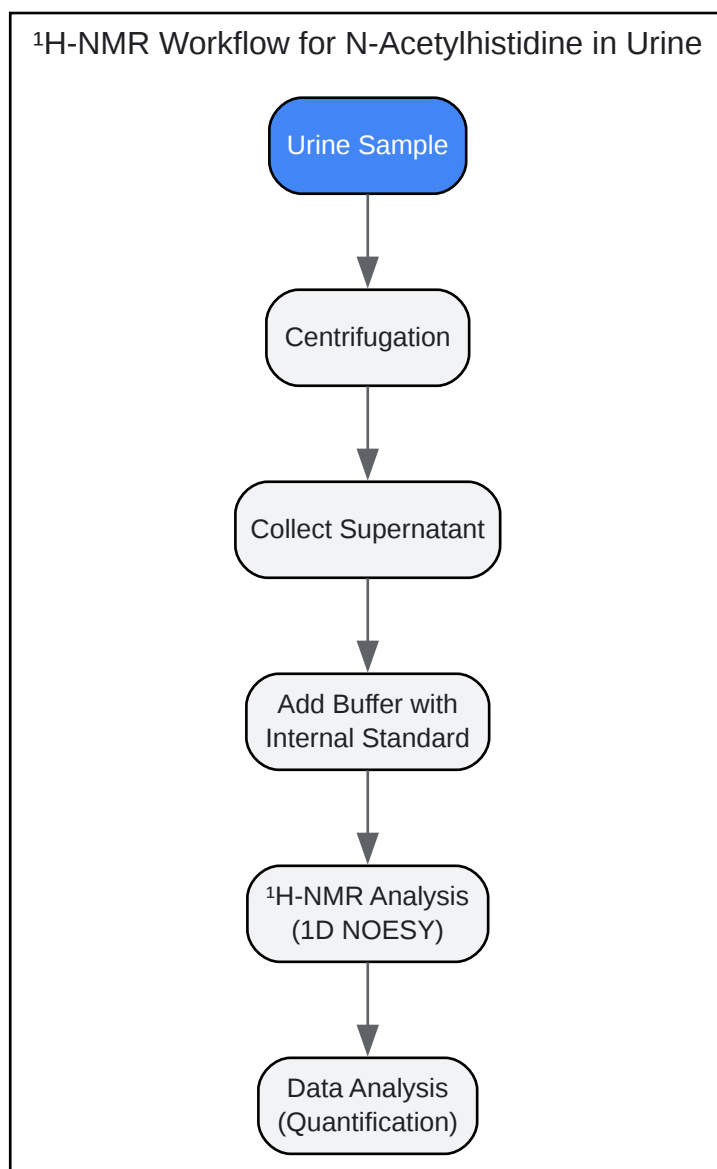 ¹H-NMR Workflow for N-Acetylhistidine in Urine
Urine Sample
Centrifugation
Collect Supernatant
Add Buffer with
Internal Standard
¹H-NMR Analysis
(1D NOESY)
Data Analysis
(Quantification)